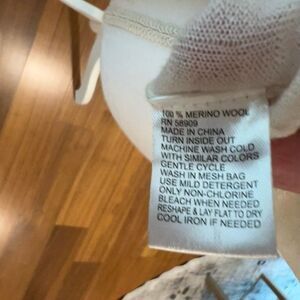 100 % MERINO WOOL
RN 58909
MADE IN CHINA
TURN INSIDE OUT
MACHINE WASH COLD
WITH SIMILAR COLORS
GENTLE CYCLE
WASH IN MESH BAG
USE MILD DETERGENT
ONLY NON-CHLORINE
BLEACH WHEN NEEDED
RESHAPE & LAY FLAT TO DRY
COOL IRON IF NEEDED